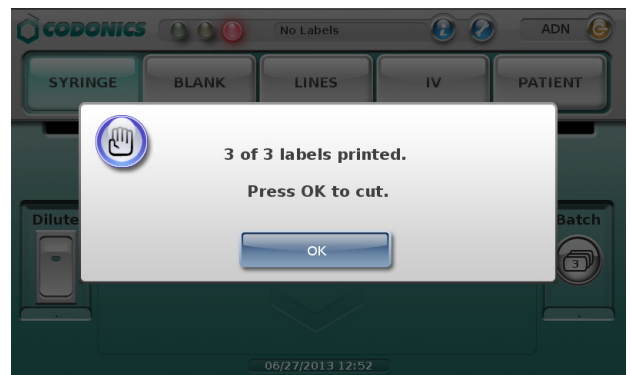 CODONICS
No Labels
ADN
SYRINGE
BLANK
LINES
IV
PATIENT
3 of 3 labels printed.
Press OK to cut.
Dilute
Batch
OK
3
06/27/2013 12:52